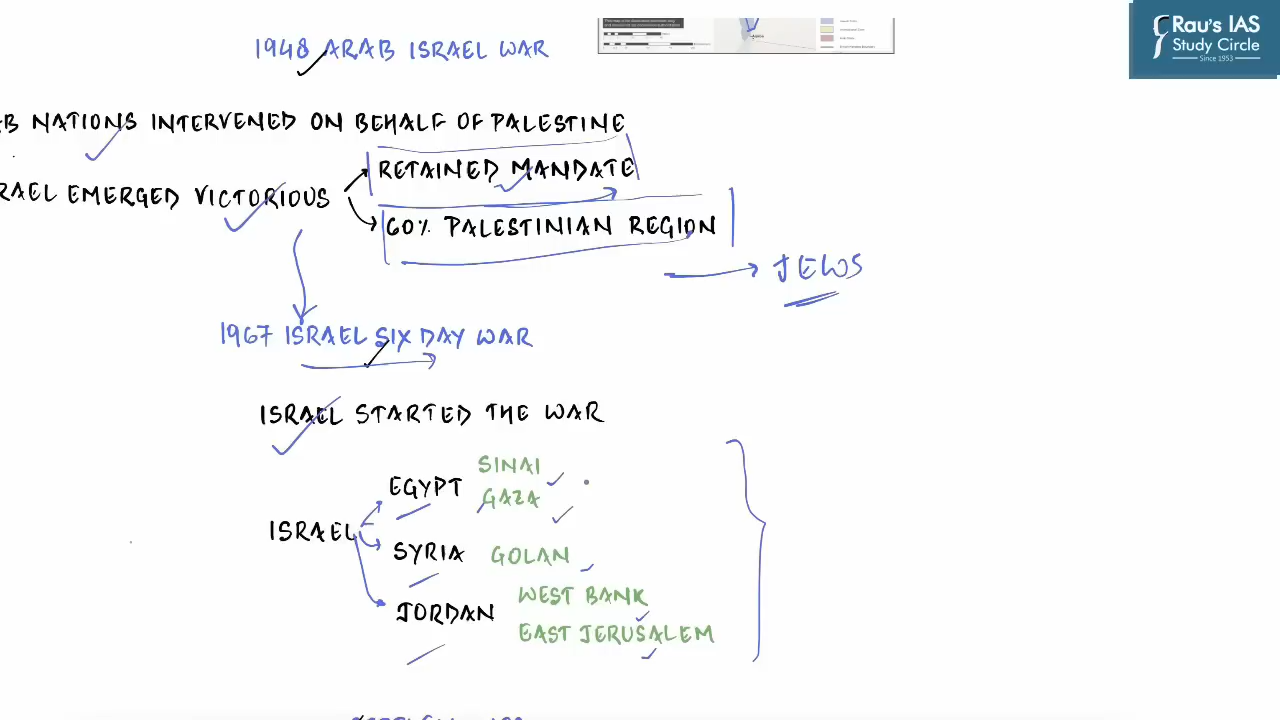 Rau's IAS
Study Circle
Since 1953
1948 ARAB ISRAEL WAR
AB NATIONS INTERVENED ON BEHALF OF PALESTINE
RETAINED MANDATE
RAEL EMERGED VICTORIOUS
60% PALESTINIAN REGION
JEWS
1967 ISRAEL SIX DAY WAR
ISRAEL STARTED THE WAR
SINAI
EGYPT
GAZA
ISRAEL
SYRIA GOLAN
WEST BANK
JORDAN
EAST JERUSALEM